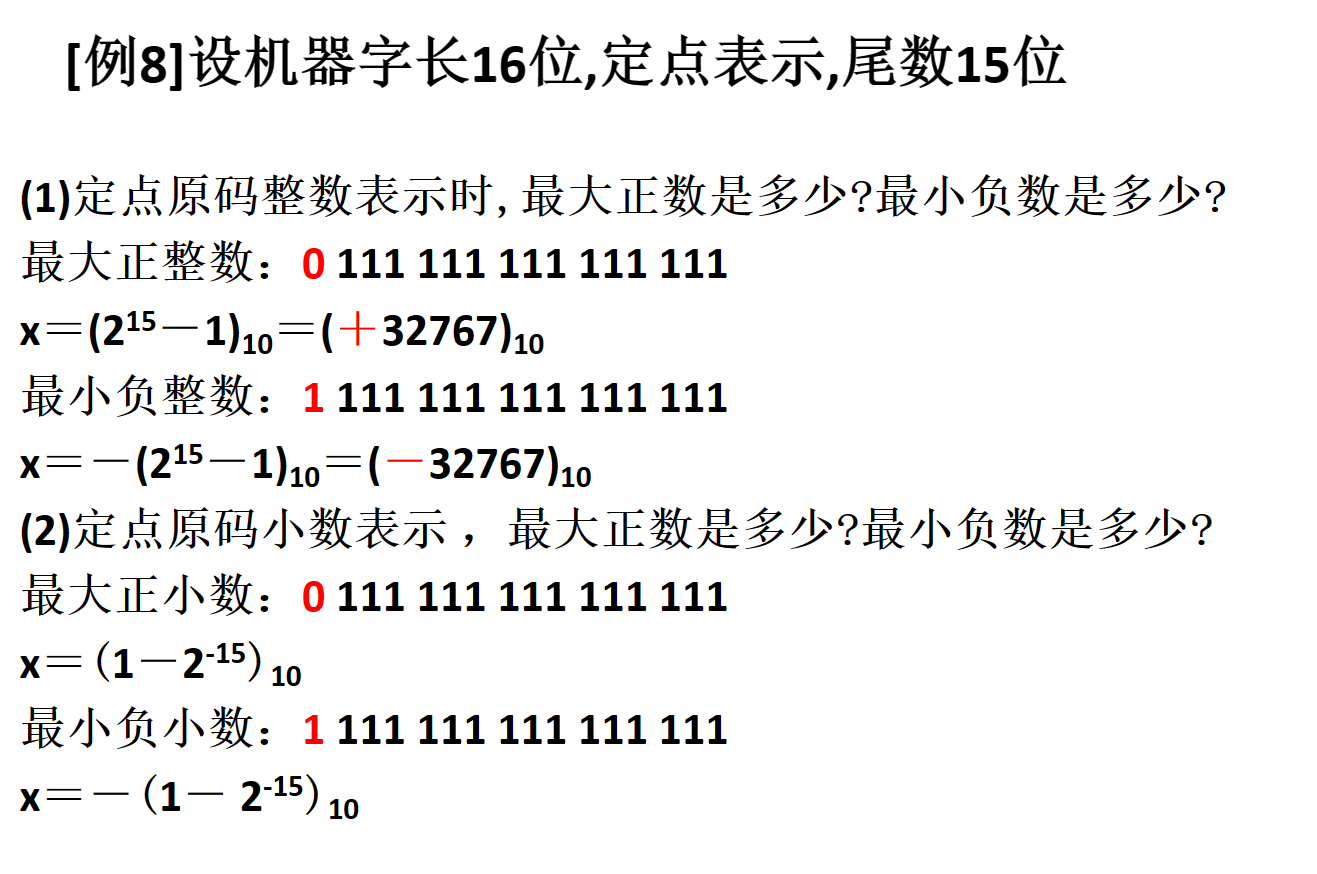 [例8]设机器字长16位,定点表示,尾数15位
(1)定点原码整数表示时, 最大正数是多少?最小负数是多少?
最大正整数：0 111 111 111 111 111
x＝(2¹⁵－1)₁₀＝(＋32767)₁₀
最小负整数：1 111 111 111 111 111
x＝－(2¹⁵－1)₁₀＝(－32767)₁₀
(2)定点原码小数表示 ，最大正数是多少?最小负数是多少?
最大正小数：0 111 111 111 111 111
x＝（1－2⁻¹⁵）₁₀
最小负小数：1 111 111 111 111 111
x＝－（1－ 2⁻¹⁵）₁₀